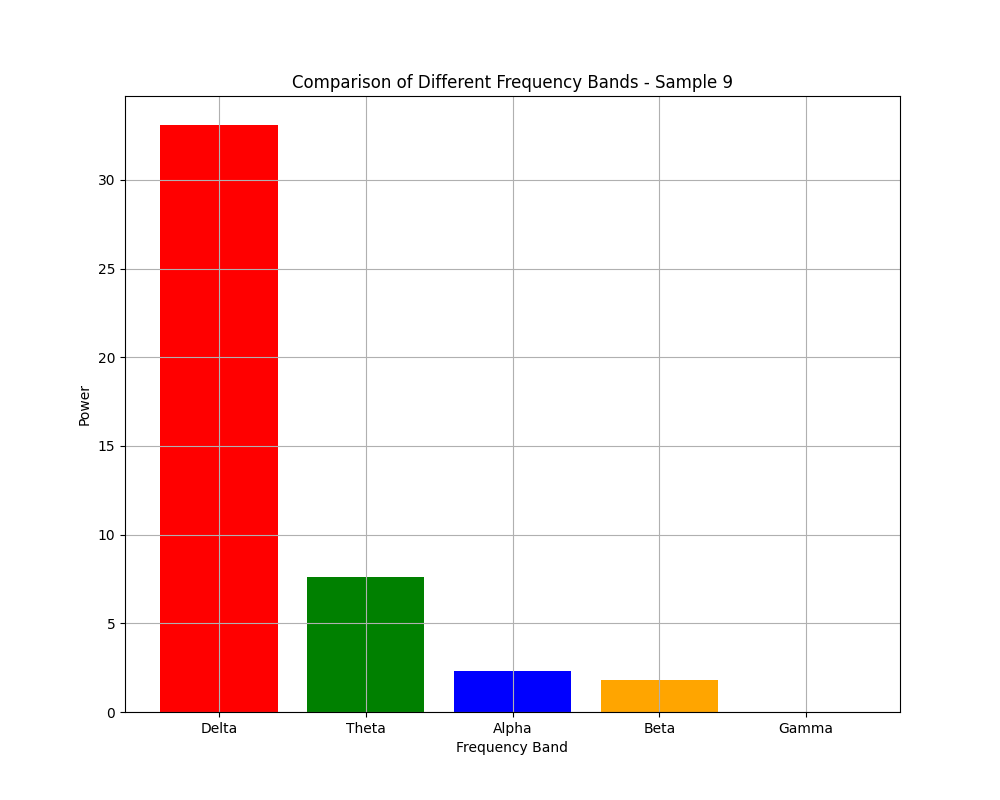 Comparison of Different Frequency Bands - Sample 9
30
25
20
15
10
5
0
Power
Delta Theta Alpha Beta Gamma
Frequency Band